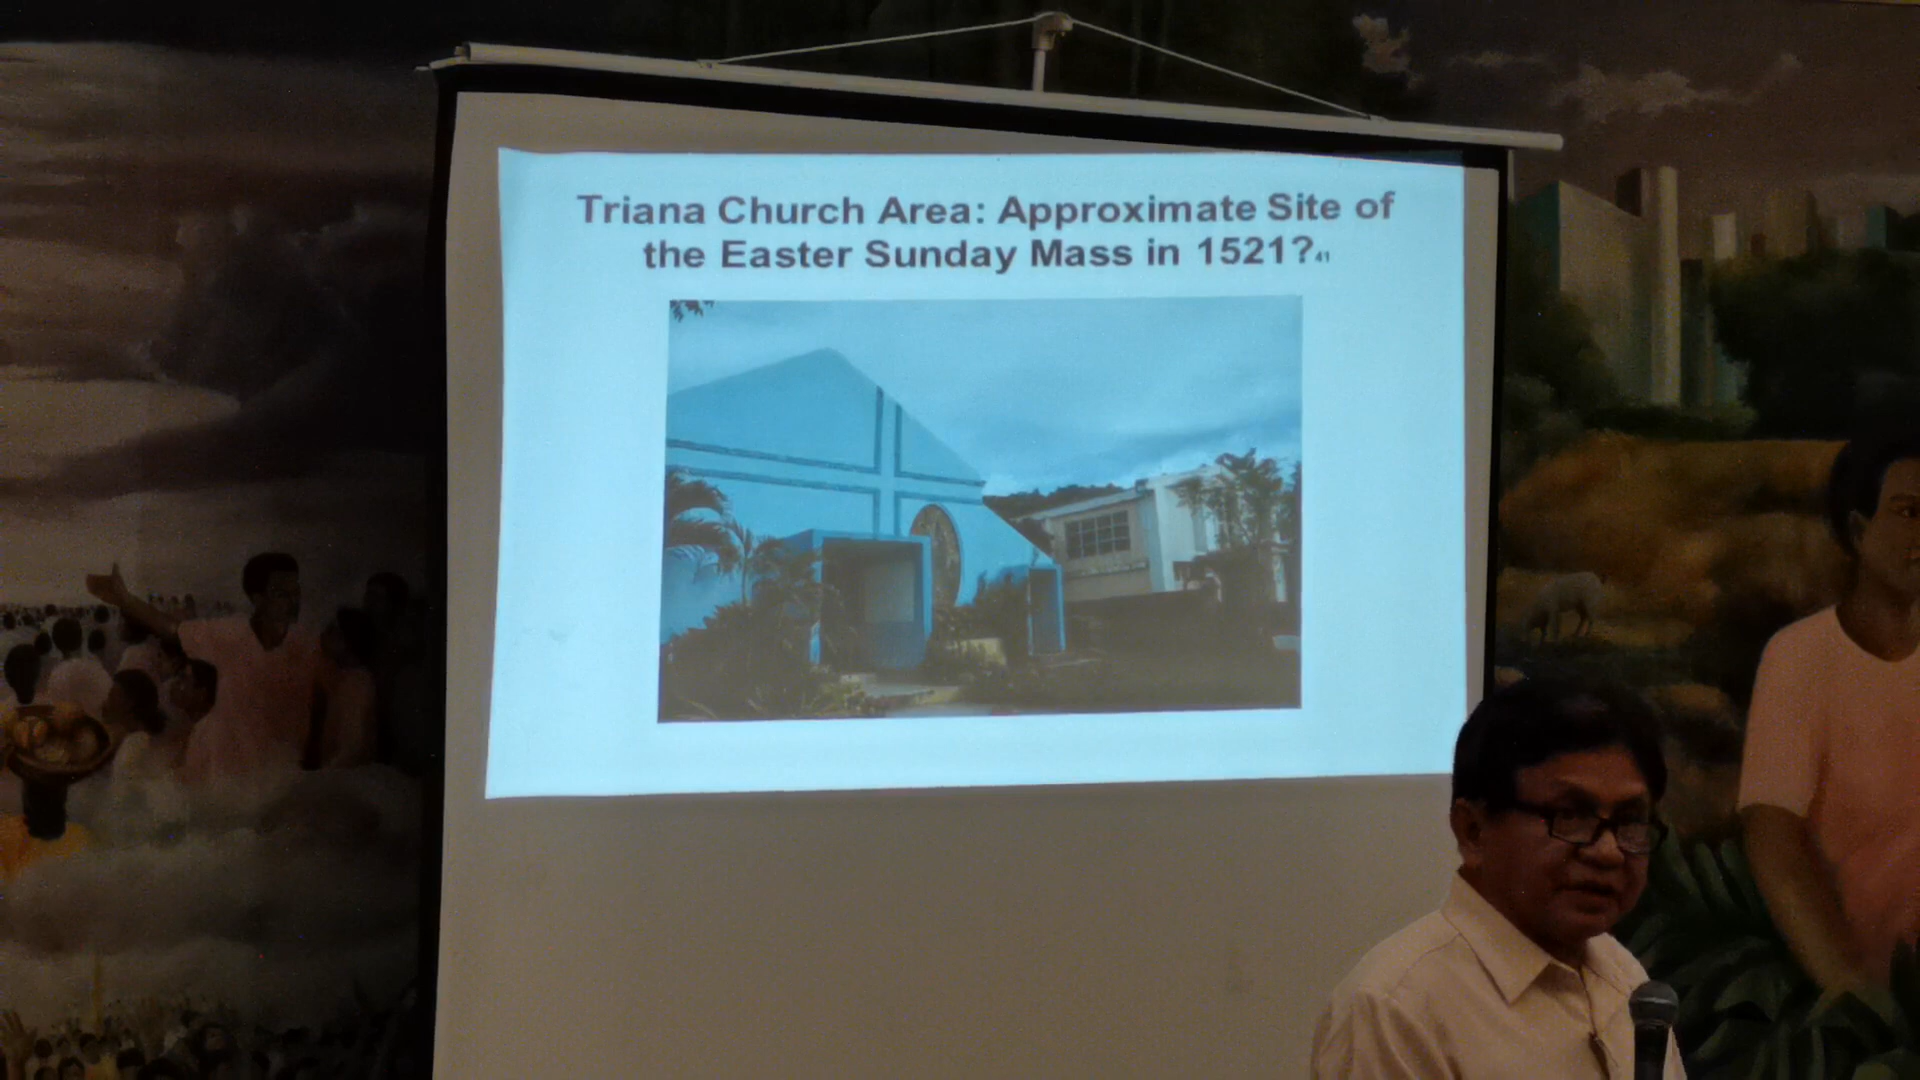 Triana Church Area: Approximate Site of
the Easter Sunday Mass in 1521?41